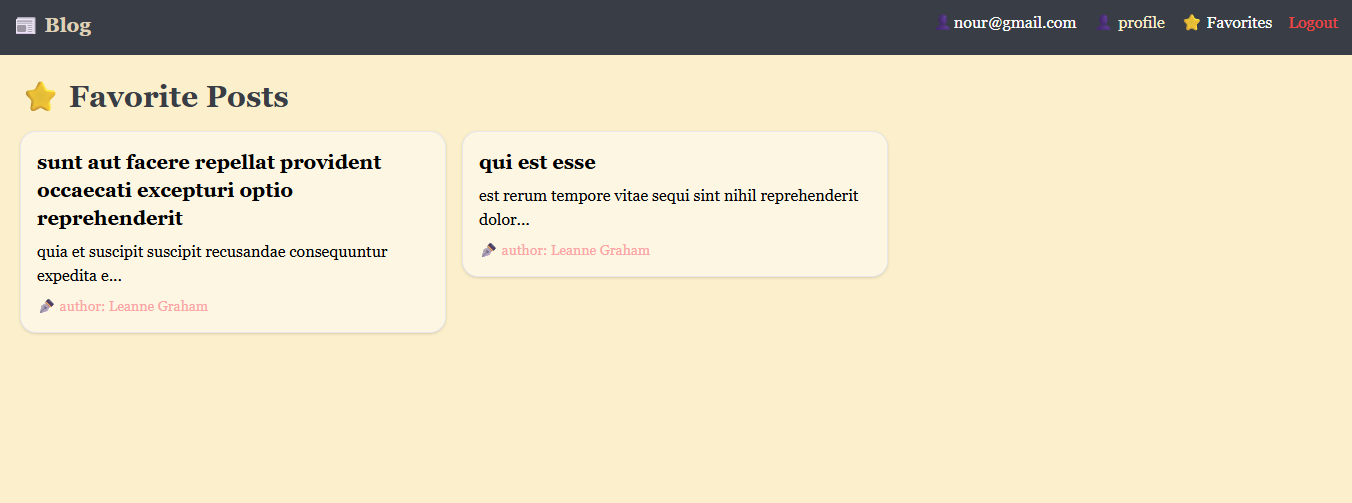 📰 Blog
👤nour@gmail.com 👤 profile ⭐ Favorites Logout
⭐ Favorite Posts
sunt aut facere repellat provident
occaecati excepturi optio
reprehenderit
quia et suscipit suscipit recusandae consequuntur
expedita e...
✒️ author: Leanne Graham
qui est esse
est rerum tempore vitae sequi sint nihil reprehenderit
dolor...
✒️ author: Leanne Graham